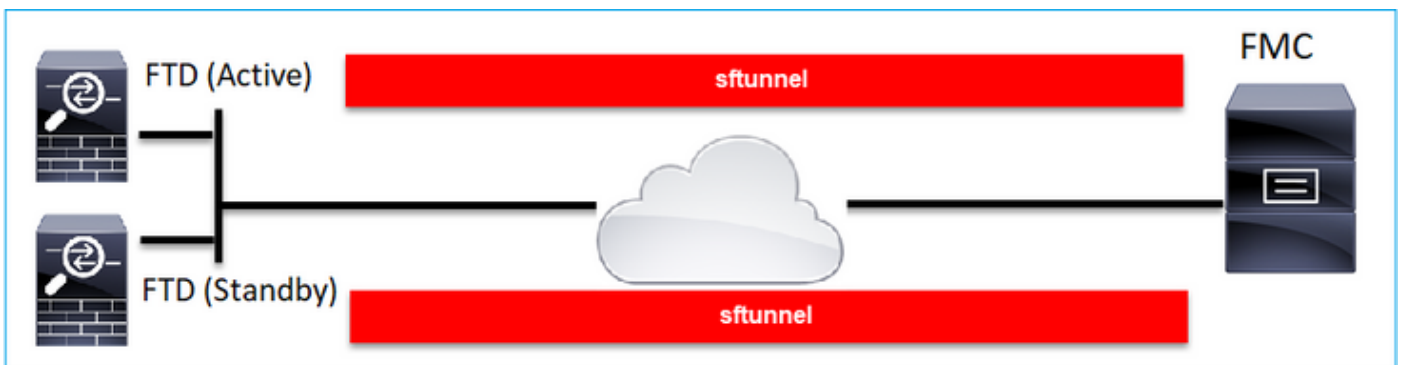 FTD (Active)
sftunnel
FMC
FTD (Standby)
sftunnel